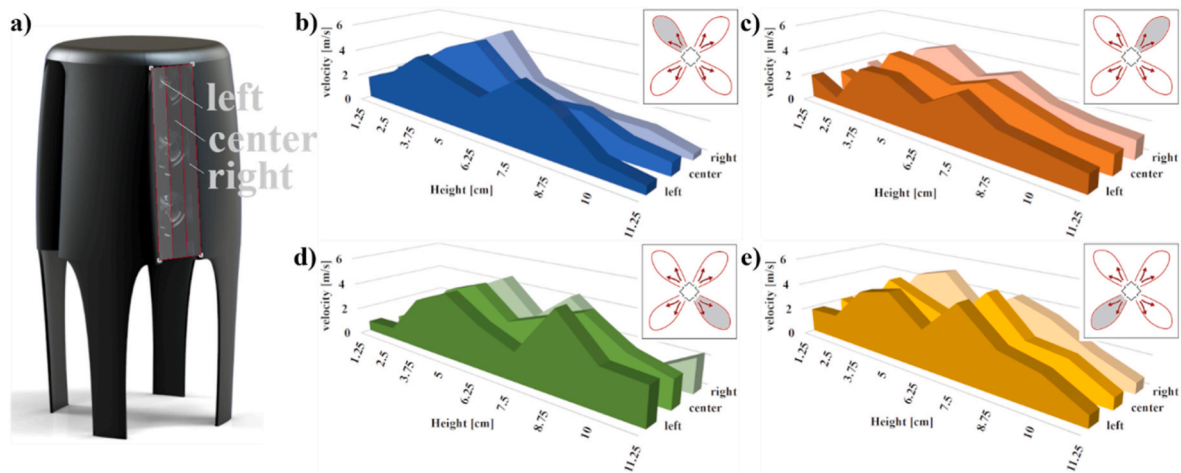 a)
left
center
right
b)
velocity [m/s]
6
4
2
0
1.25
2.5
3.75
5
6.25
7.5
8.75
10
11.25
Height [cm]
right
center
left
c)
velocity [m/s]
6
4
2
0
1.25
2.5
3.75
5
6.25
7.5
8.75
10
11.25
Height [cm]
right
center
left
d)
velocity [m/s]
6
4
2
0
1.25
2.5
3.75
5
6.25
7.5
8.75
10
11.25
Height [cm]
right
center
left
e)
velocity [m/s]
6
4
2
0
1.25
2.5
3.75
5
6.25
7.5
8.75
10
11.25
Height [cm]
right
center
left